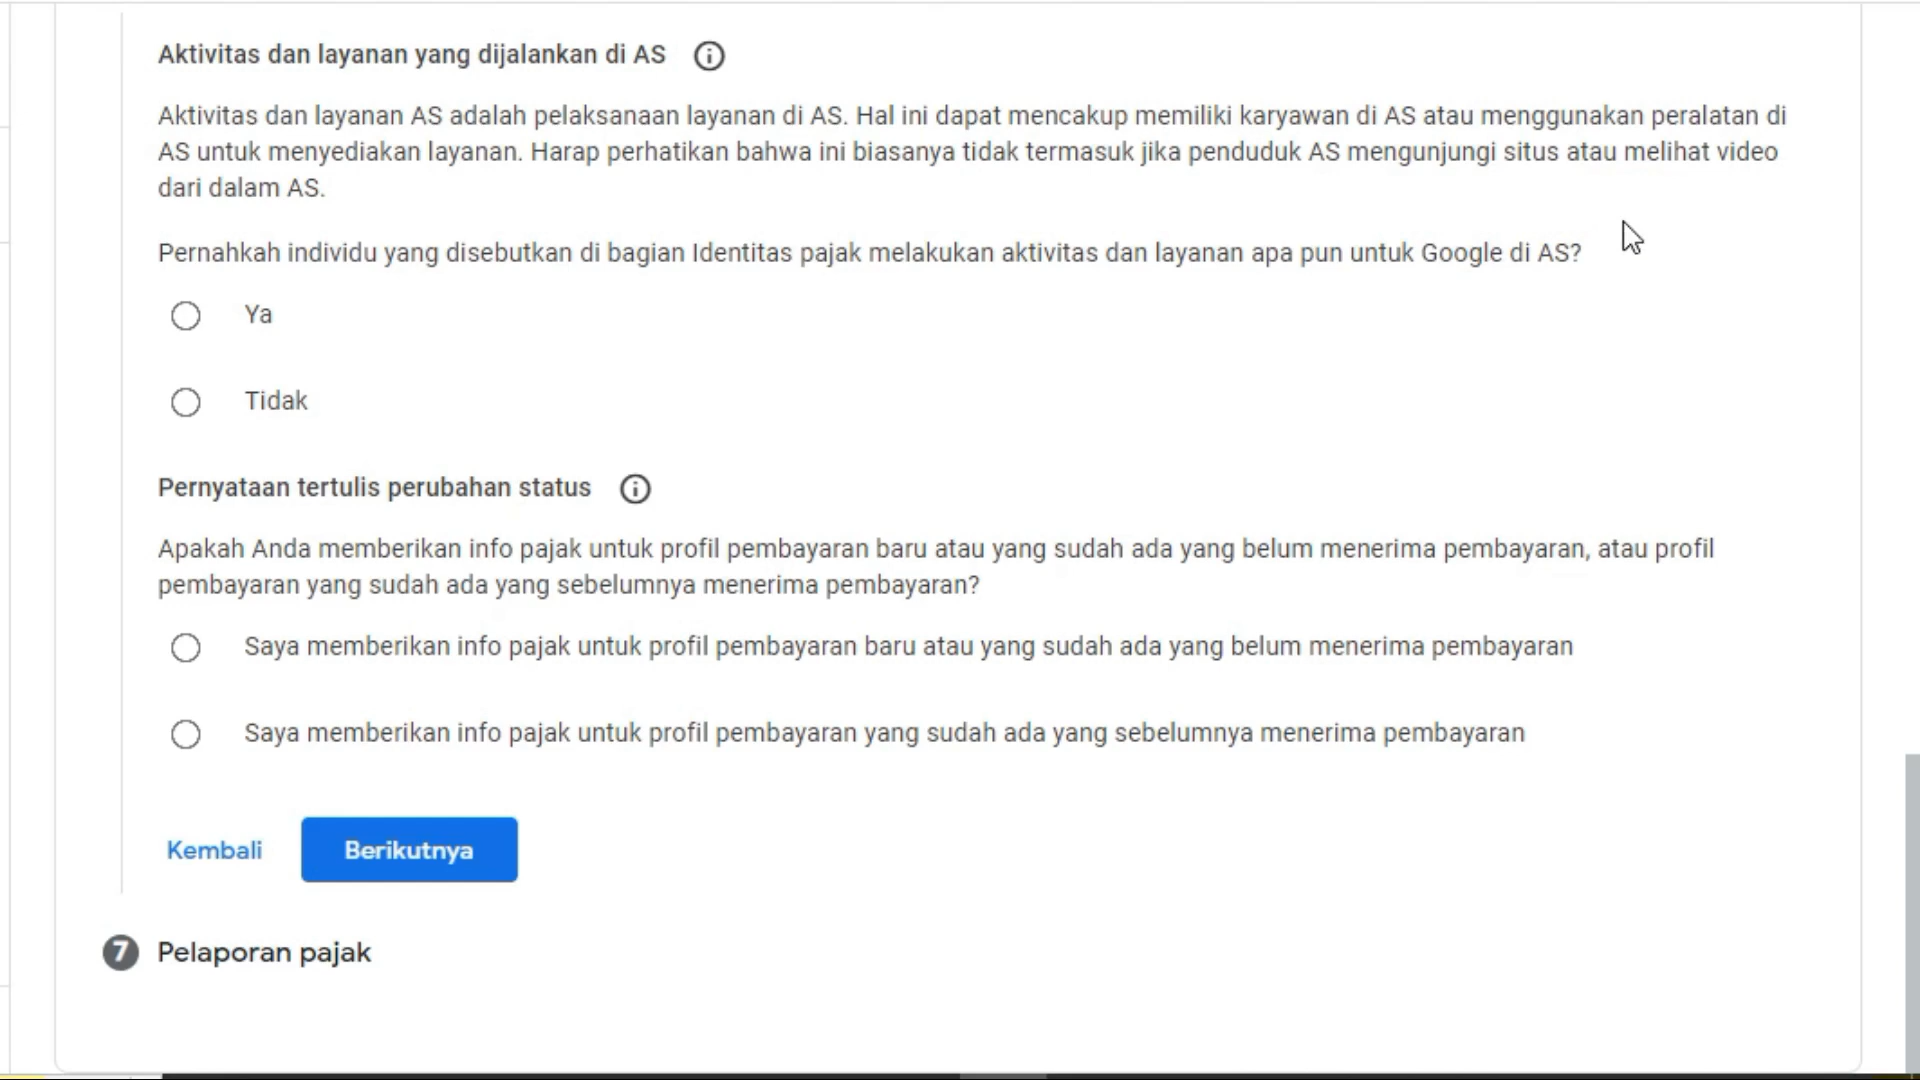 Aktivitas dan layanan yang dijalankan di AS
Aktivitas dan layanan AS adalah pelaksanaan layanan di AS. Hal ini dapat mencakup memiliki karyawan di AS atau menggunakan peralatan di
AS untuk menyediakan layanan. Harap perhatikan bahwa ini biasanya tidak termasuk jika penduduk AS mengunjungi situs atau melihat video
dari dalam AS.
Pernahkah individu yang disebutkan di bagian Identitas pajak melakukan aktivitas dan layanan apa pun untuk Google di AS?
Ya
Tidak
Pernyataan tertulis perubahan status
Apakah Anda memberikan info pajak untuk profil pembayaran baru atau yang sudah ada yang belum menerima pembayaran, atau profil
pembayaran yang sudah ada yang sebelumnya menerima pembayaran?
Saya memberikan info pajak untuk profil pembayaran baru atau yang sudah ada yang belum menerima pembayaran
Saya memberikan info pajak untuk profil pembayaran yang sudah ada yang sebelumnya menerima pembayaran
Kembali Berikutnya
7 Pelaporan pajak